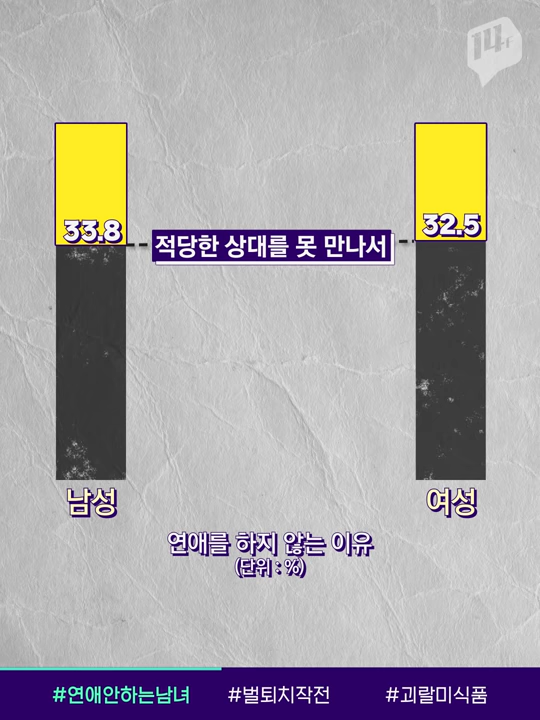 14F
33.8
32.5
적당한 상대를 못 만나서
남성
여성
연애를 하지 않는 이유
(단위 : %)
#연애안하는남녀
#벌퇴치작전
#괴랄미식품